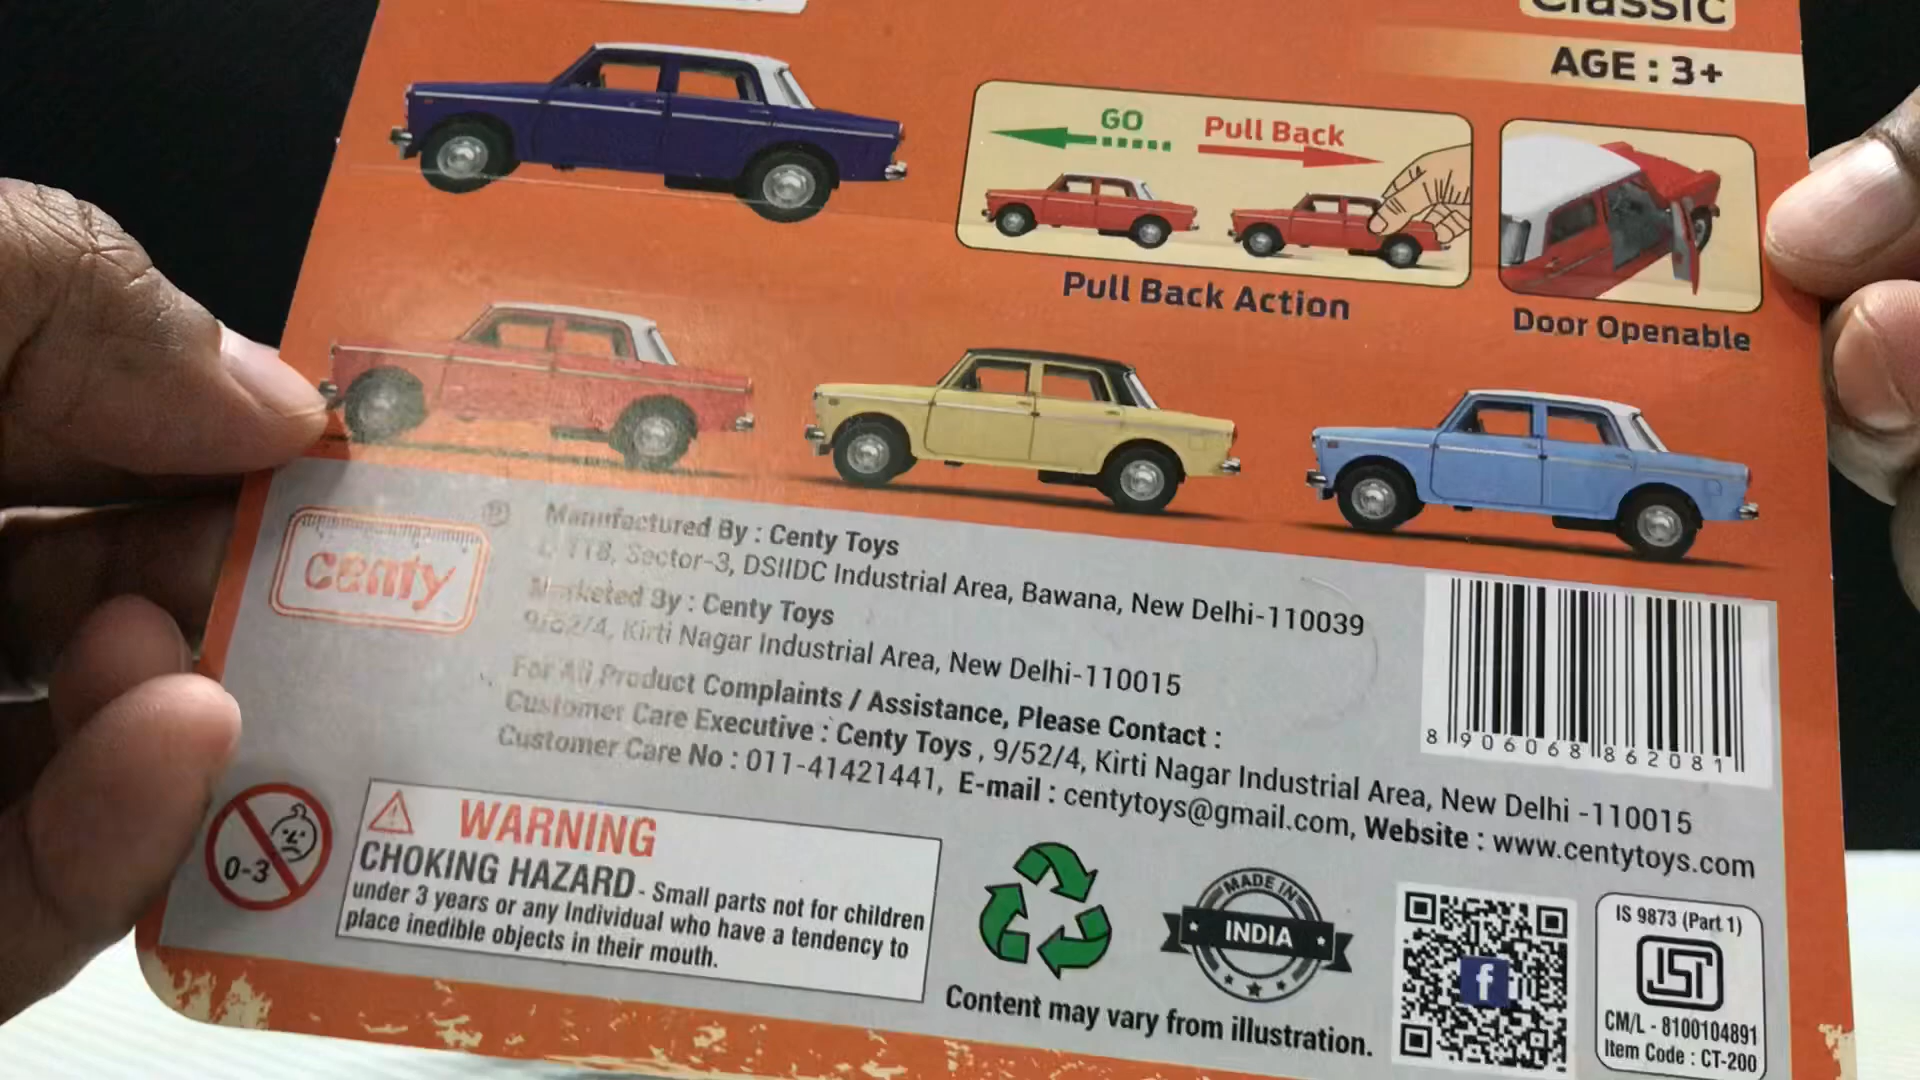 Classic
AGE : 3+
GO
Pull Back
Pull Back Action
Door Openable
centy
Manufactured By : Centy Toys
118, Sector-3, DSIIDC Industrial Area, Bawana, New Delhi-110039
Marketed By : Centy Toys
9/52/4, Kirti Nagar Industrial Area, New Delhi-110015
For All Product Complaints / Assistance, Please Contact :
Customer Care Executive : Centy Toys , 9/52/4, Kirti Nagar Industrial Area, New Delhi -110015
Customer Care No : 011-41421441, E-mail : centytoys@gmail.com, Website : www.centytoys.com
8 906068 862081
0-3
WARNING
CHOKING HAZARD - Small parts not for children
under 3 years or any Individual who have a tendency to
place inedible objects in their mouth.
MADE IN
INDIA
Content may vary from illustration.
f
IS 9873 (Part 1)
CM/L - 8100104891
Item Code : CT-200